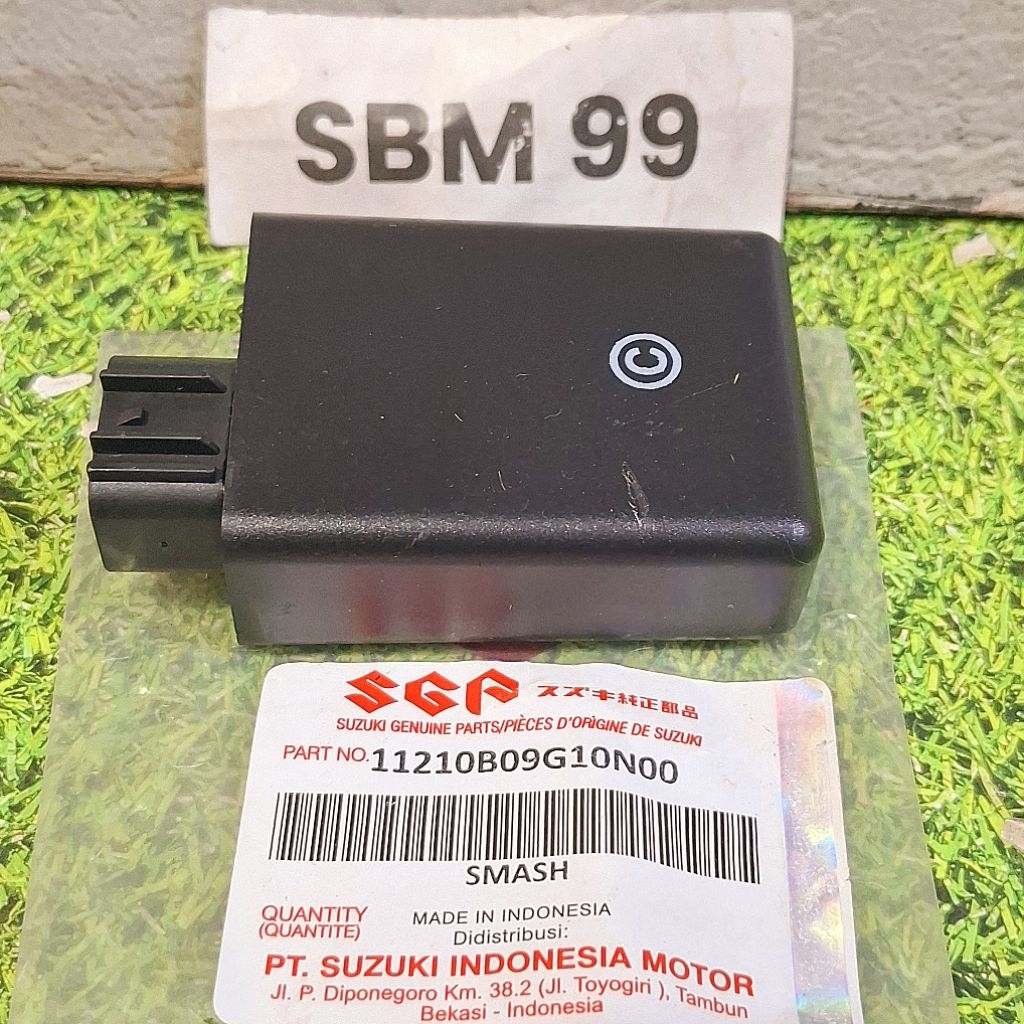 SBM 99
©
SGP スズキ純正部品
SUZUKI GENUINE PARTS/PIÈCES D'ORIGINE DE SUZUKI
PART NO. 11210B09G10N00
SMASH
QUANTITY
(QUANTITE)
MADE IN INDONESIA
Didistribusi:
PT. SUZUKI INDONESIA MOTOR
Jl. P. Diponegoro Km. 38.2 (Jl. Toyogiri ), Tambun
Bekasi - Indonesia